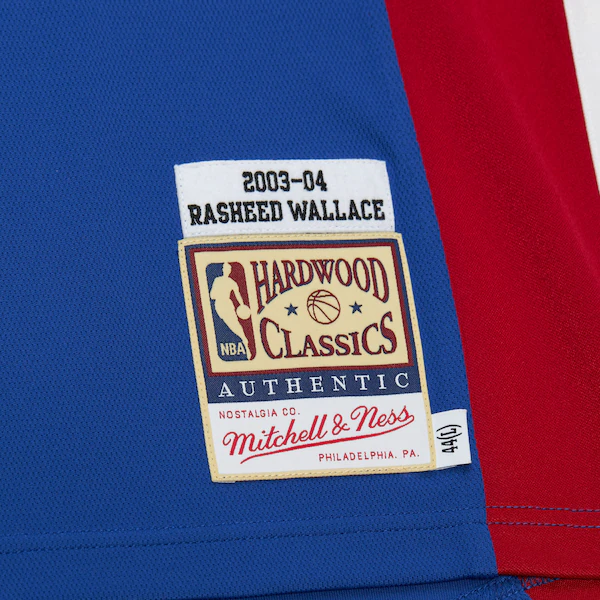 2003-04
RASHEED WALLACE
HARDWOOD
CLASSICS
NBA
AUTHENTIC
NOSTALGIA CO.
Mitchell & Ness
PHILADELPHIA, PA.
44(L)